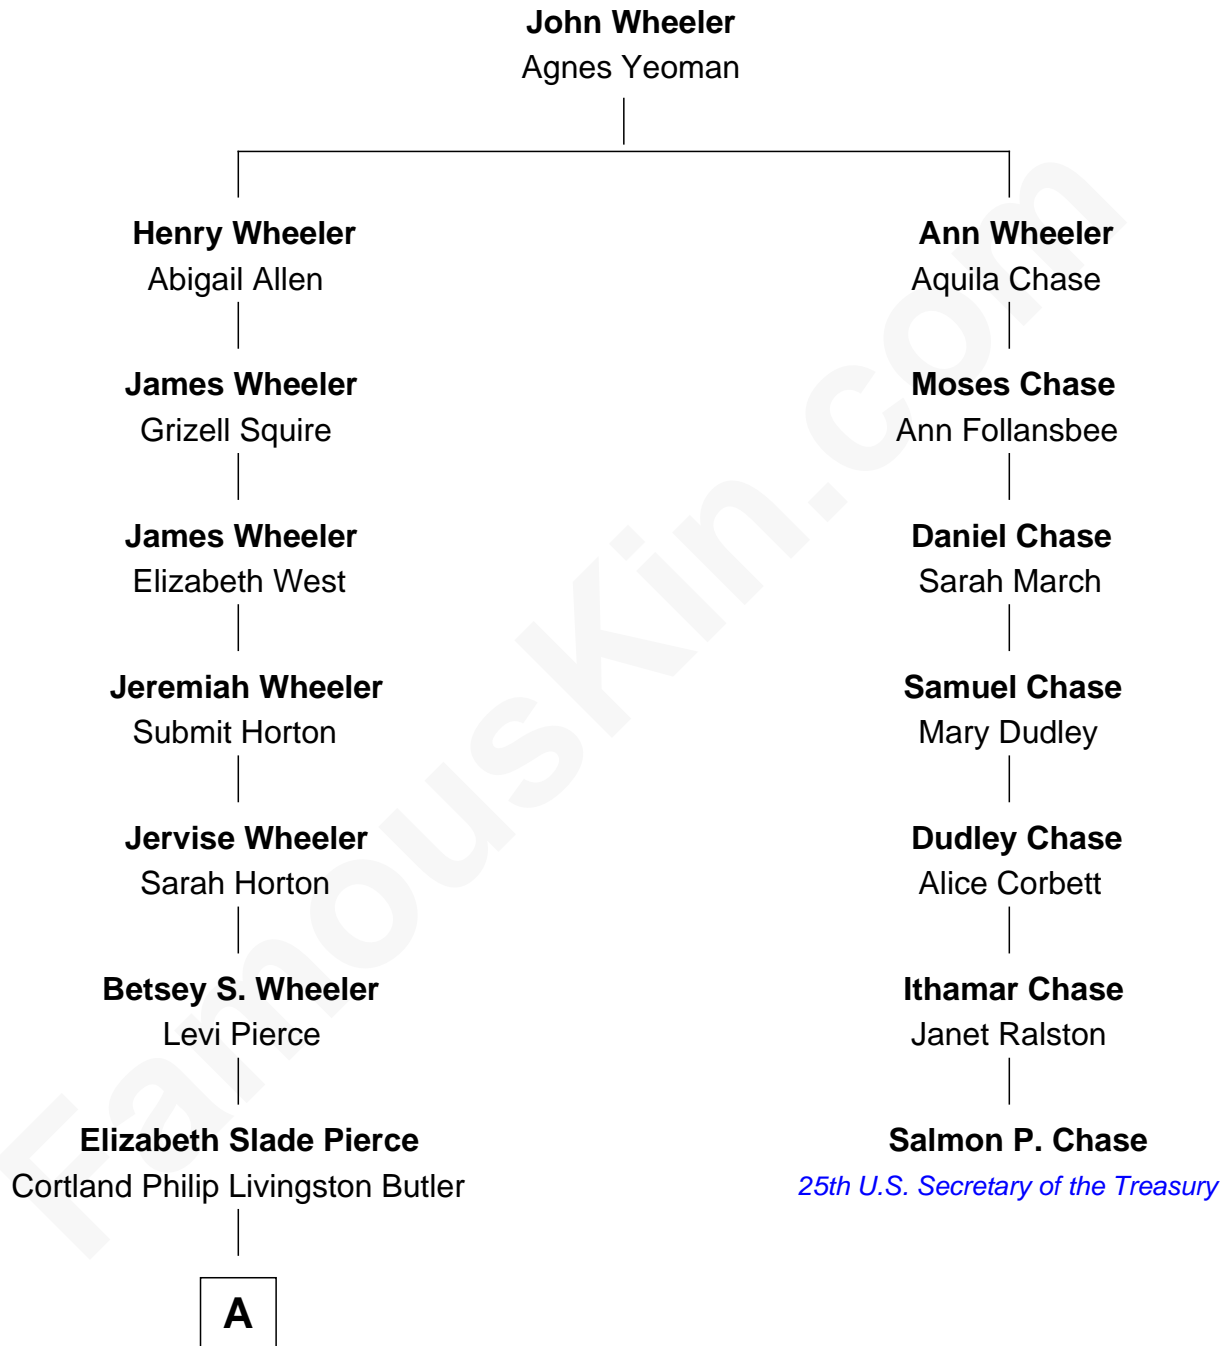 John Wheeler
Agnes Yeoman
Henry Wheeler
Abigail Allen
Ann Wheeler
Aquila Chase
James Wheeler
Grizell Squire
Moses Chase
Ann Follansbee
James Wheeler
Elizabeth West
Daniel Chase
Sarah March
Jeremiah Wheeler
Submit Horton
Samuel Chase
Mary Dudley
Jervise Wheeler
Sarah Horton
Dudley Chase
Alice Corbett
Betsey S. Wheeler
Levi Pierce
Ithamar Chase
Janet Ralston
Elizabeth Slade Pierce
Cortland Philip Livingston Butler
Salmon P. Chase
25th U.S. Secretary of the Treasury
A
FamousKin.com